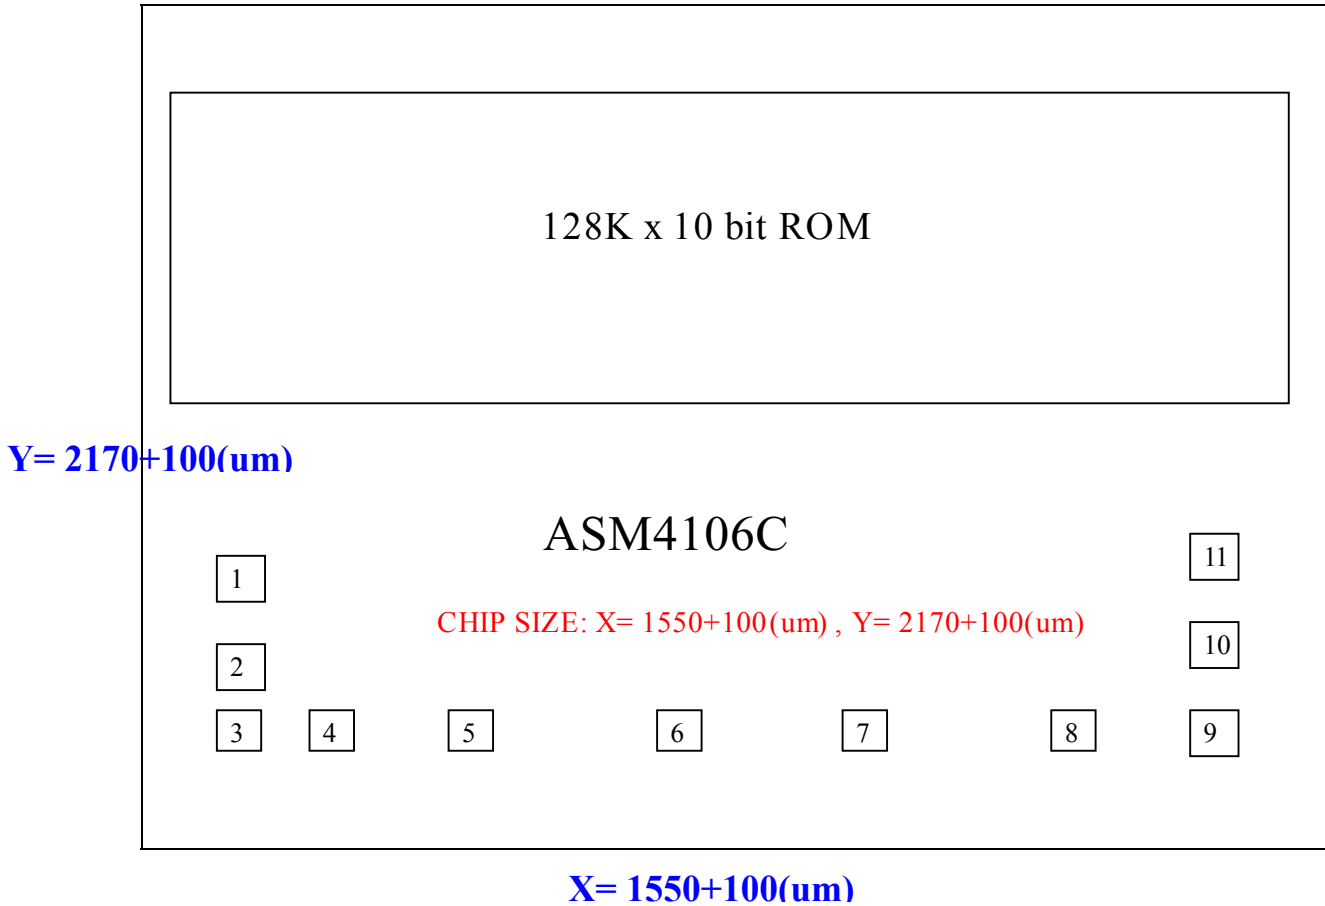 128K x 10 bit ROM
Y= 2170+100(um)
ASM4106C
11
1
CHIP SIZE: X= 1550+100(um) , Y= 2170+100(um)
10
2
3 4 5 6 7 8 9
X= 1550+100(um)